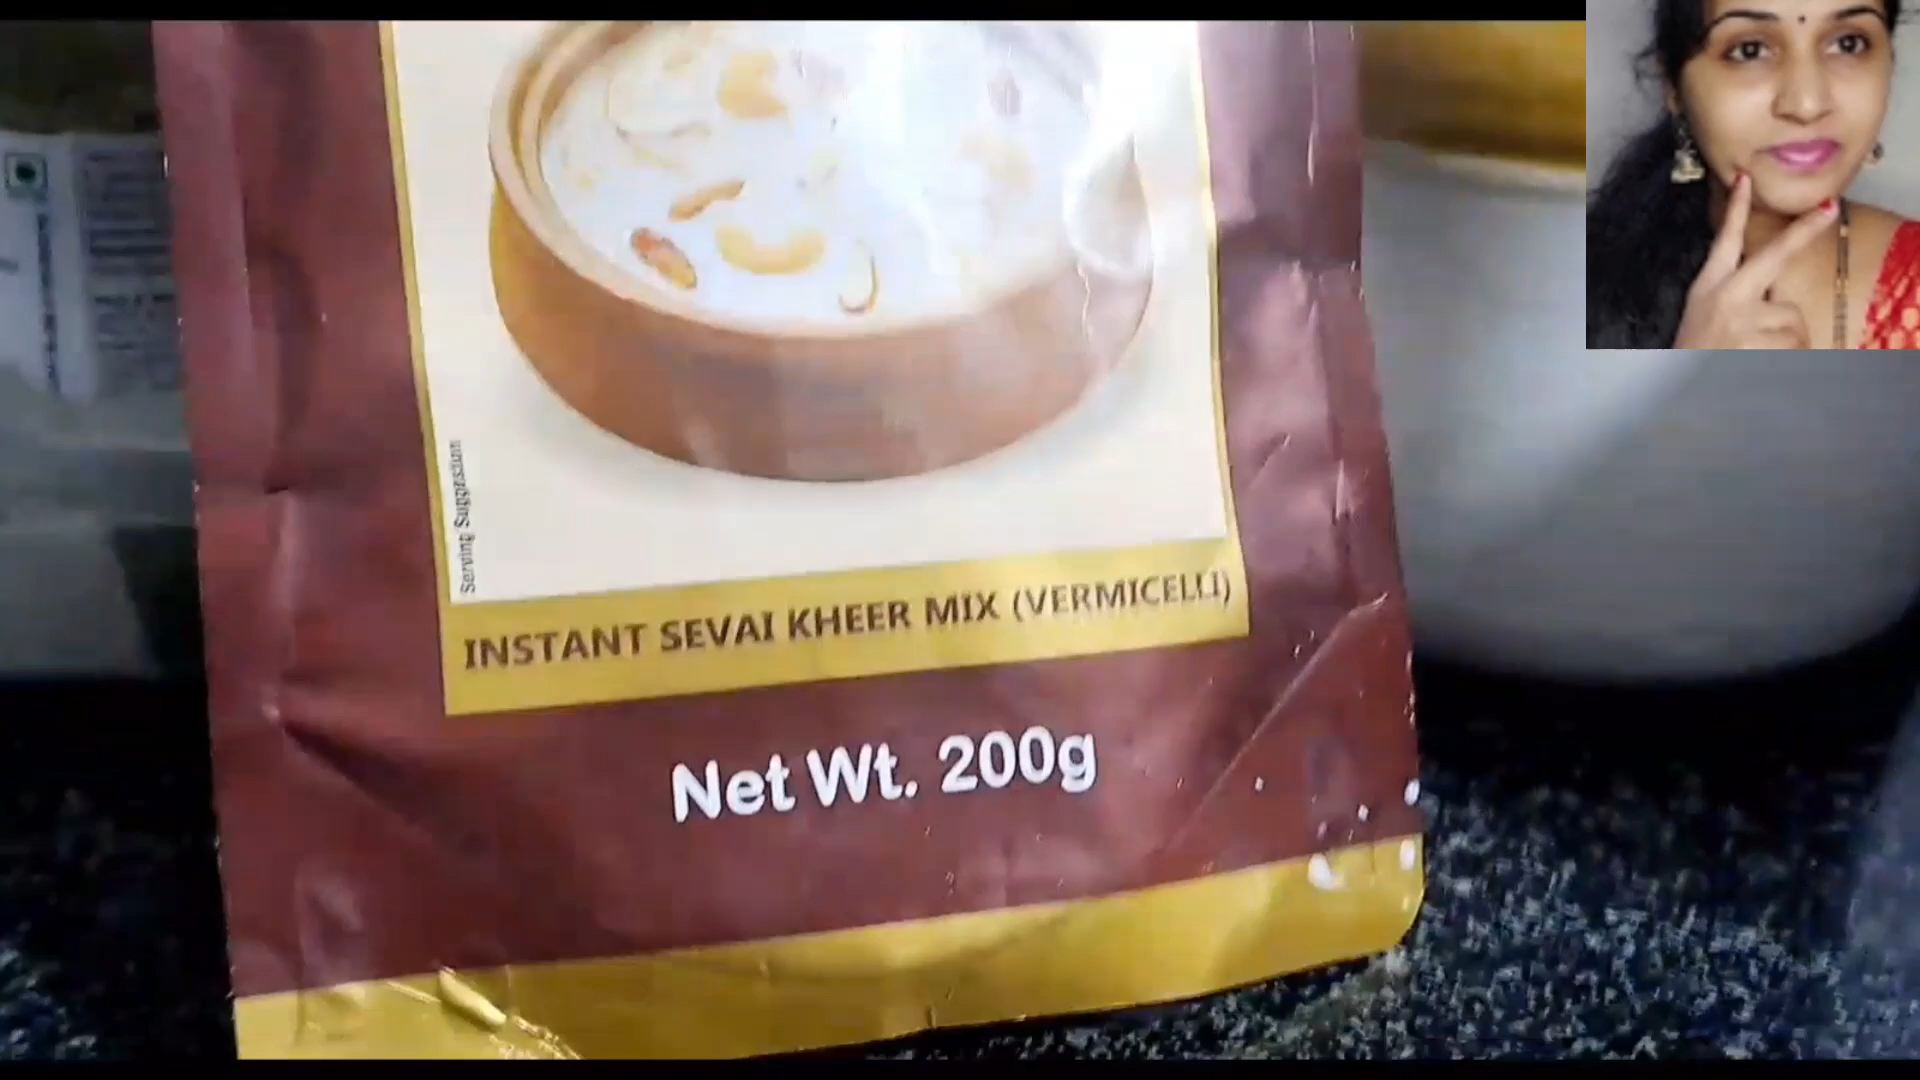 Serving Suggestion
INSTANT SEVAI KHEER MIX (VERMICELLI)
Net Wt. 200g